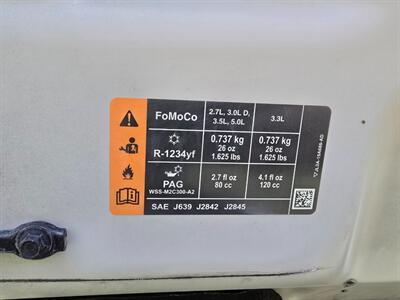 FoMoCo
2.7L, 3.0L D,
3.5L, 5.0L
3.3L
R-1234yf
0.737 kg
26 oz
1.625 lbs
0.737 kg
26 oz
1.625 lbs
PAG
WSS-M2C300-A2
2.7 fl oz
80 cc
4.1 fl oz
120 cc
SAE J639 J2842 J2845